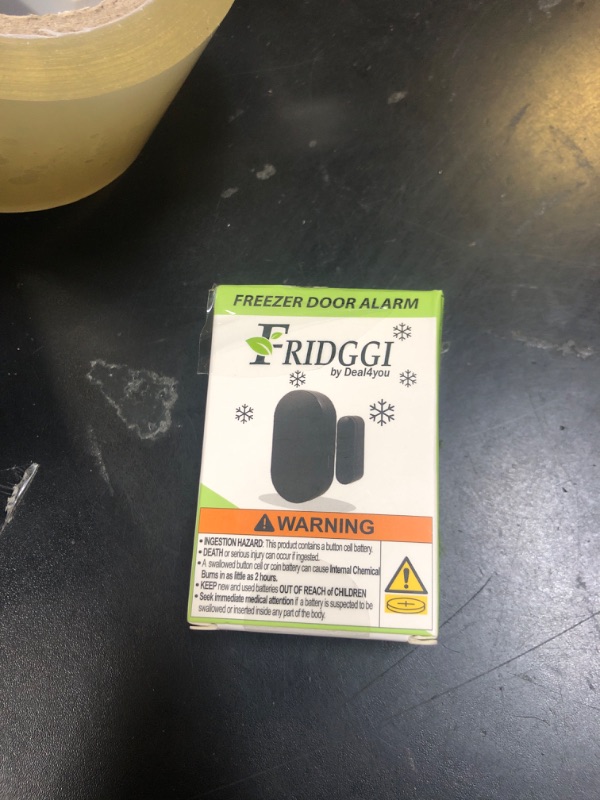 FREEZER DOOR ALARM
FRIDGGI
by Deal4you
WARNING
• INGESTION HAZARD: This product contains a button cell battery.
• DEATH or serious injury can occur if ingested.
• A swallowed button cell or coin battery can cause Internal Chemical
Burns in as little as 2 hours.
• KEEP new and used batteries OUT OF REACH of CHILDREN
• Seek immediate medical attention if a battery is suspected to be
swallowed or inserted inside any part of the body.